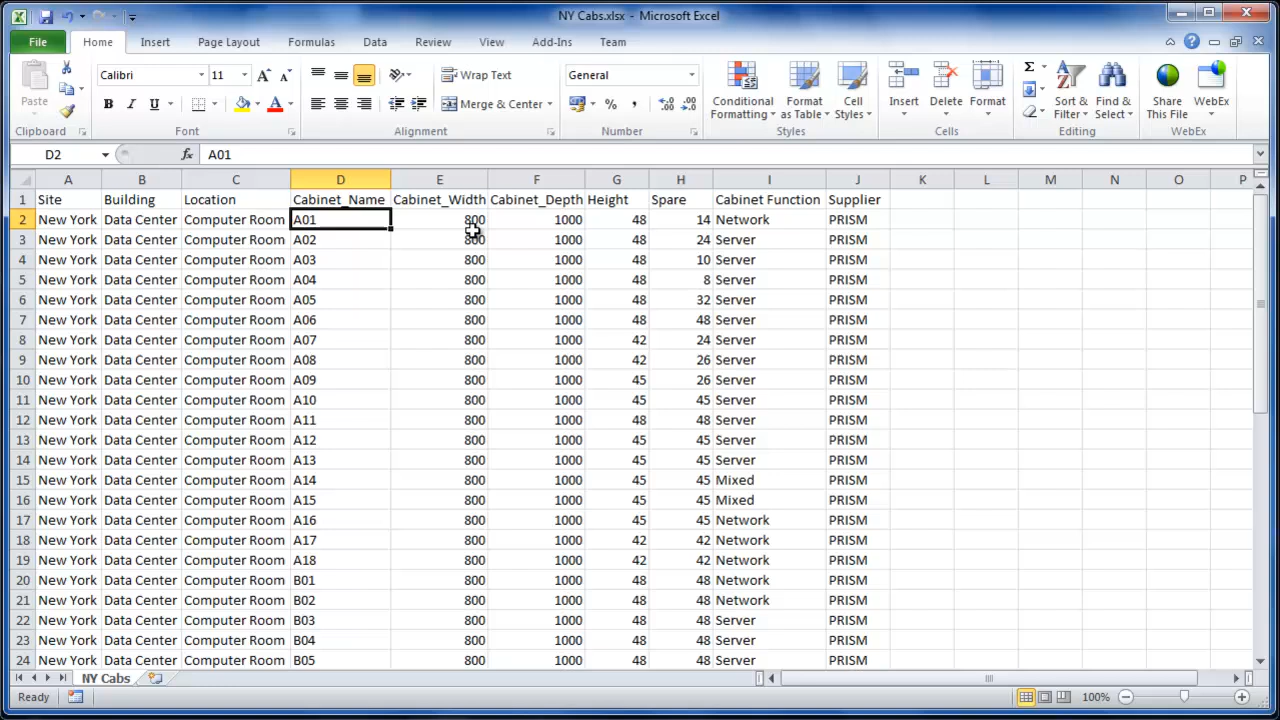 NY Cabs.xlsx - Microsoft Excel
File Home Insert Page Layout Formulas Data Review View Add-Ins Team
Paste
Calibri 11
B I U A
Wrap Text
Merge & Center
General
% ,
Conditional Formatting
Format as Table
Cell Styles
Insert Delete Format
Σ
Sort & Filter
Find & Select
Share This File
WebEx
Clipboard Font Alignment Number Styles Cells Editing WebEx
D2 fx A01
A B C D E F G H I J K L M N O P
1 Site Building Location Cabinet_Name Cabinet_Width Cabinet_Depth Height Spare Cabinet Function Supplier
2 New York Data Center Computer Room A01 800 1000 48 14 Network PRISM
3 New York Data Center Computer Room A02 800 1000 48 24 Server PRISM
4 New York Data Center Computer Room A03 800 1000 48 10 Server PRISM
5 New York Data Center Computer Room A04 800 1000 48 8 Server PRISM
6 New York Data Center Computer Room A05 800 1000 48 32 Server PRISM
7 New York Data Center Computer Room A06 800 1000 48 48 Server PRISM
8 New York Data Center Computer Room A07 800 1000 42 24 Server PRISM
9 New York Data Center Computer Room A08 800 1000 42 26 Server PRISM
10 New York Data Center Computer Room A09 800 1000 45 26 Server PRISM
11 New York Data Center Computer Room A10 800 1000 45 45 Server PRISM
12 New York Data Center Computer Room A11 800 1000 48 48 Server PRISM
13 New York Data Center Computer Room A12 800 1000 45 45 Server PRISM
14 New York Data Center Computer Room A13 800 1000 45 45 Server PRISM
15 New York Data Center Computer Room A14 800 1000 45 45 Mixed PRISM
16 New York Data Center Computer Room A15 800 1000 45 45 Mixed PRISM
17 New York Data Center Computer Room A16 800 1000 45 45 Network PRISM
18 New York Data Center Computer Room A17 800 1000 42 42 Network PRISM
19 New York Data Center Computer Room A18 800 1000 42 42 Network PRISM
20 New York Data Center Computer Room B01 800 1000 48 48 Network PRISM
21 New York Data Center Computer Room B02 800 1000 48 48 Network PRISM
22 New York Data Center Computer Room B03 800 1000 48 48 Server PRISM
23 New York Data Center Computer Room B04 800 1000 48 48 Server PRISM
24 New York Data Center Computer Room B05 800 1000 48 48 Server PRISM
NY Cabs
Ready 100%